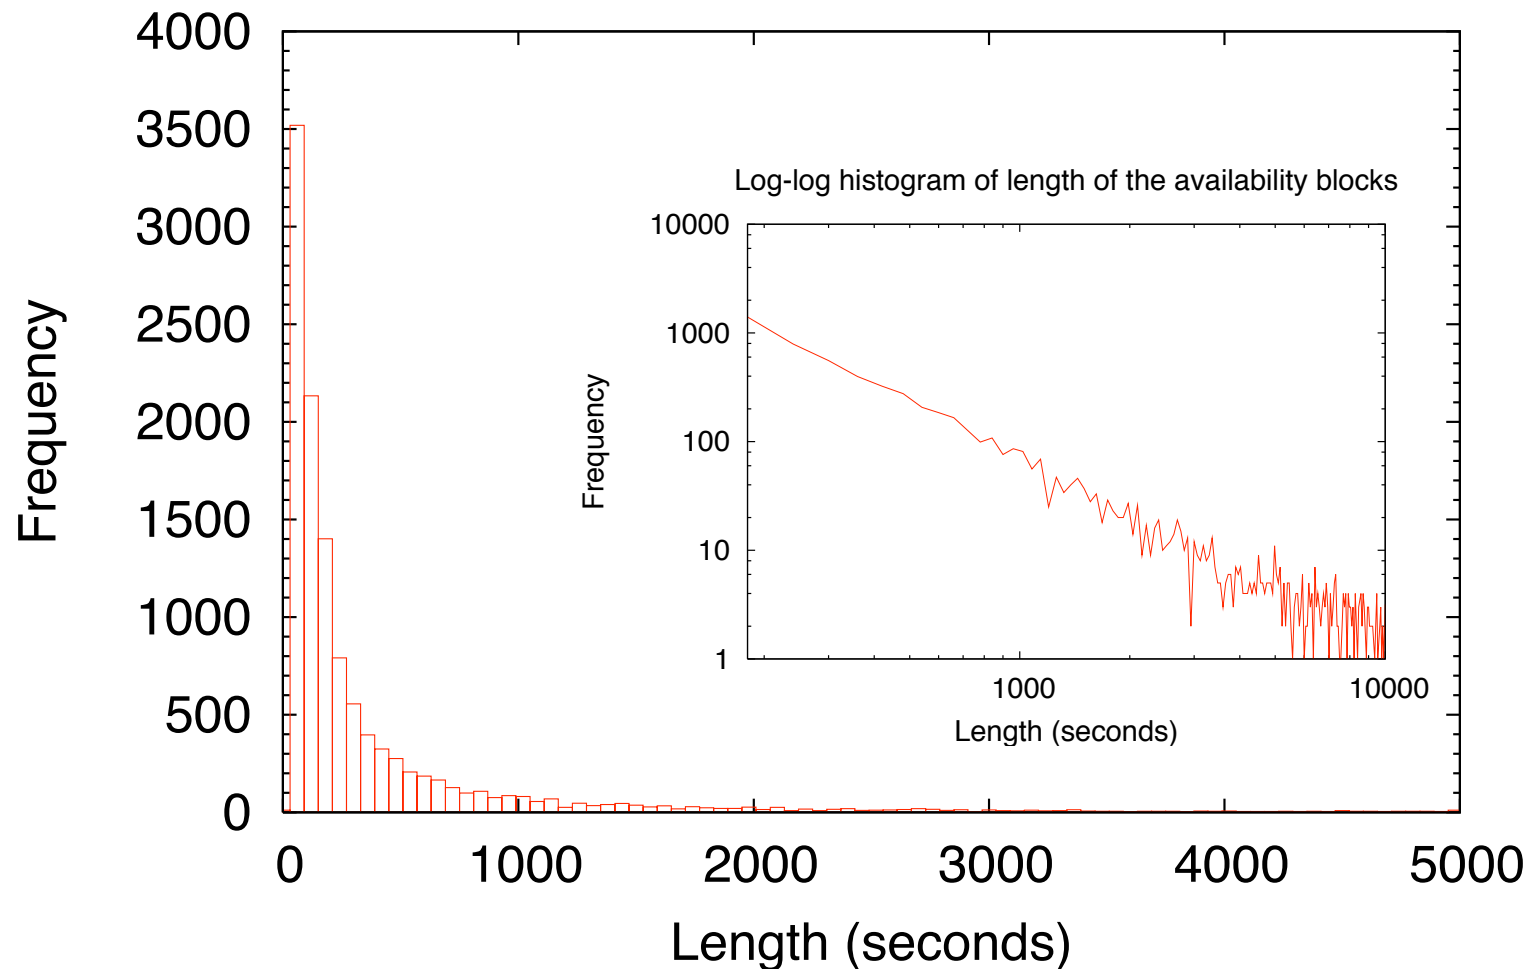 4000
3500
3000
2500
2000
1500
1000
500
0
Frequency
0 1000 2000 3000 4000 5000
Length (seconds)
Log-log histogram of length of the availability blocks
10000
1000
100
10
1
Frequency
1000 10000
Length (seconds)